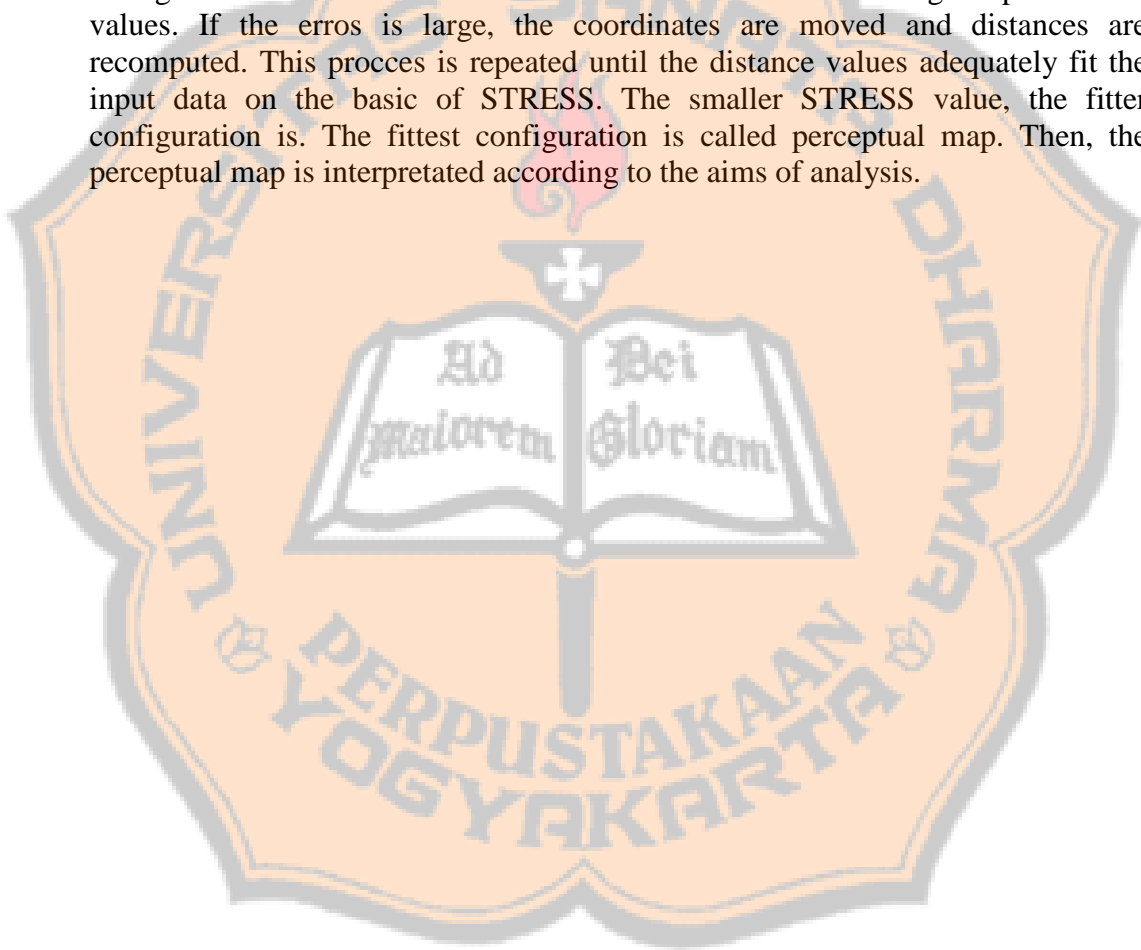 values. If the erros is large, the coordinates are moved and distances are
recomputed. This procces is repeated until the distance values adequately fit the
input data on the basic of STRESS. The smaller STRESS value, the fitter
configuration is. The fittest configuration is called perceptual map. Then, the
perceptual map is interpretated according to the aims of analysis.
UNIVERSITAS SANATA DHARMA
Ad Dei
Maiorem Gloriam
PERPUSTAKAAN
YOGYAKARTA